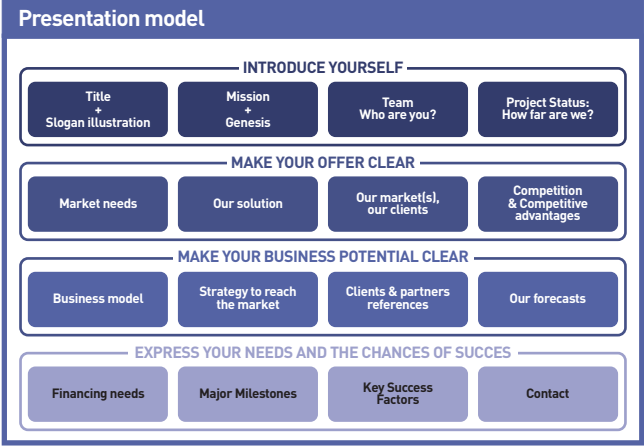 Presentation model
INTRODUCE YOURSELF
Title
+
Slogan illustration
Mission
+
Genesis
Team
Who are you?
Project Status:
How far are we?
MAKE YOUR OFFER CLEAR
Market needs
Our solution
Our market(s),
our clients
Competition
& Competitive
advantages
MAKE YOUR BUSINESS POTENTIAL CLEAR
Business model
Strategy to reach
the market
Clients & partners
references
Our forecasts
EXPRESS YOUR NEEDS AND THE CHANCES OF SUCCES
Financing needs
Major Milestones
Key Success
Factors
Contact